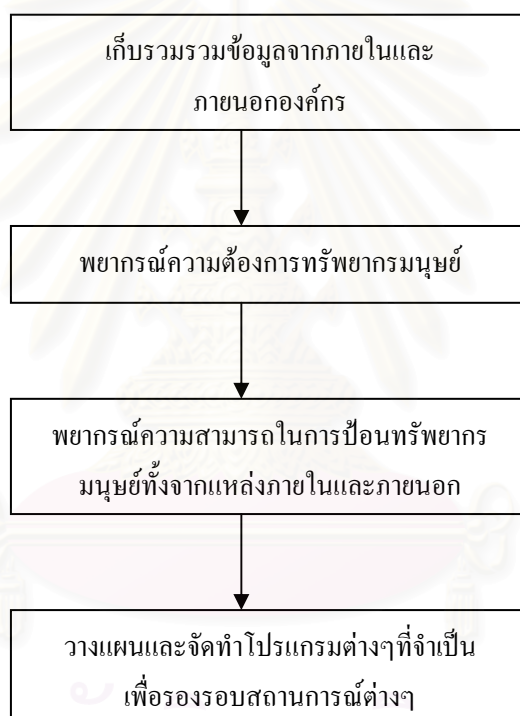 เก็บรวมรวมข้อมูลจากภายในและ
ภายนอกองค์กร
พยากรณ์ความต้องการทรัพยากรมนุษย์
พยากรณ์ความสามารถในการป้อนทรัพยากร
มนุษย์ทั้งจากแหล่งภายในและภายนอก
วางแผนและจัดทำโปรแกรมต่างๆที่จำเป็น
เพื่อรองรอบสถานการณ์ต่างๆ